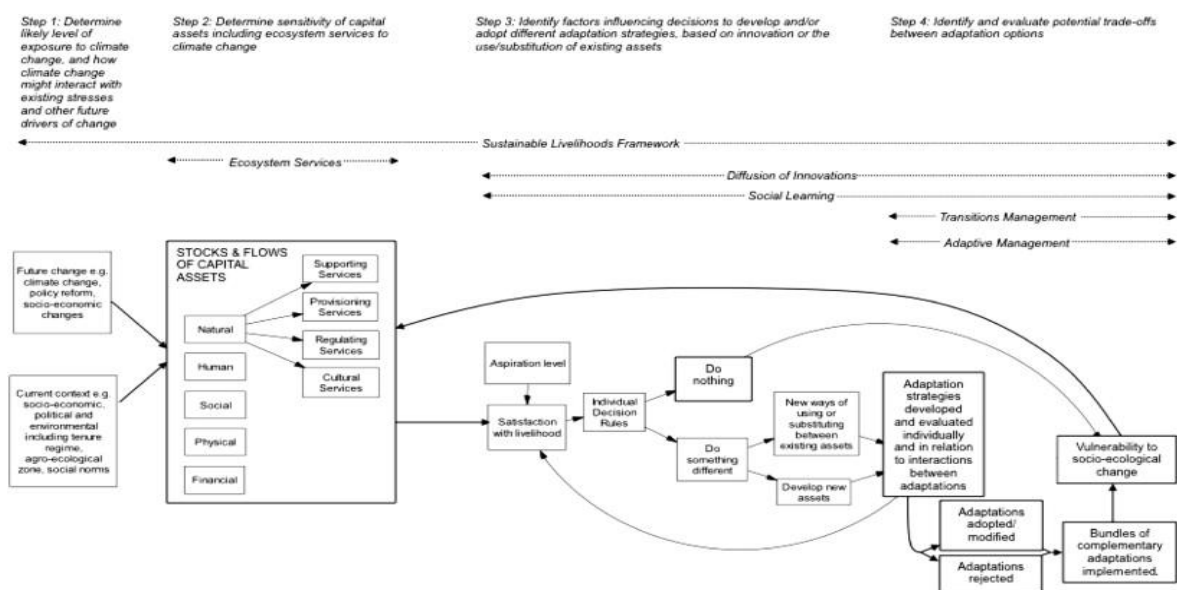 Step 1: Determine
likely level of
exposure to climate
change, and how
climate change
might interact with
existing stresses
and other future
drivers of change
Step 2: Determine sensitivity of capital
assets including ecosystem services to
climate change
Step 3: Identify factors influencing decisions to develop and/or
adopt different adaptation strategies, based on innovation or the
use/substitution of existing assets
Step 4: Identify and evaluate potential trade-offs
between adaptation options
Sustainable Livelihoods Framework
Ecosystem Services
Diffusion of Innovations
Social Learning
Transitions Management
Adaptive Management
Future change e.g.
climate change,
policy reform,
socio-economic
changes
Current context e.g.
socio-economic,
political and
environmental
including tenure
regime,
agro-ecological
zone, social norms
STOCKS & FLOWS
OF CAPITAL
ASSETS
Natural
Human
Social
Physical
Financial
Supporting
Services
Provisioning
Services
Regulating
Services
Cultural
Services
Aspiration level
Satisfaction
with livelihood
Individual
Decision
Rules
Do
nothing
Do
something
different
New ways of
using or
substituting
between
existing assets
Develop new
assets
Adaptation
strategies
developed
and evaluated
individually
and in relation
to interactions
between
adaptations
Adaptations
adopted/
modified
Adaptations
rejected
Vulnerability to
socio-ecological
change
Bundles of
complementary
adaptations
implemented.